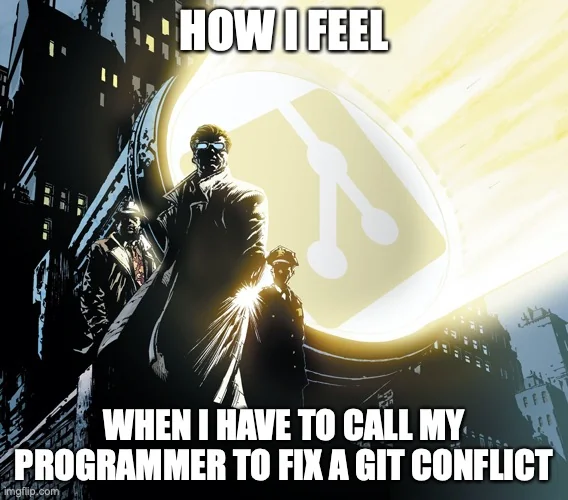 HOW I FEEL
WHEN I HAVE TO CALL MY
PROGRAMMER TO FIX A GIT CONFLICT
imgflip.com